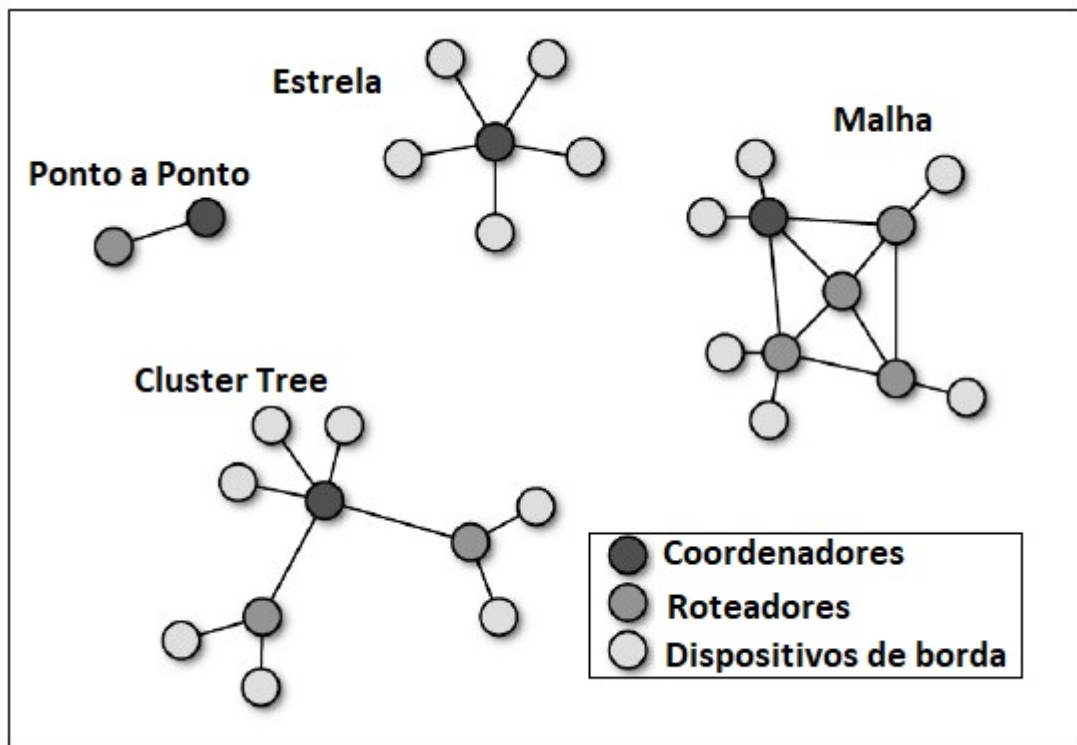 Estrela
Malha
Ponto a Ponto
Cluster Tree
Coordenadores
Roteadores
Dispositivos de borda